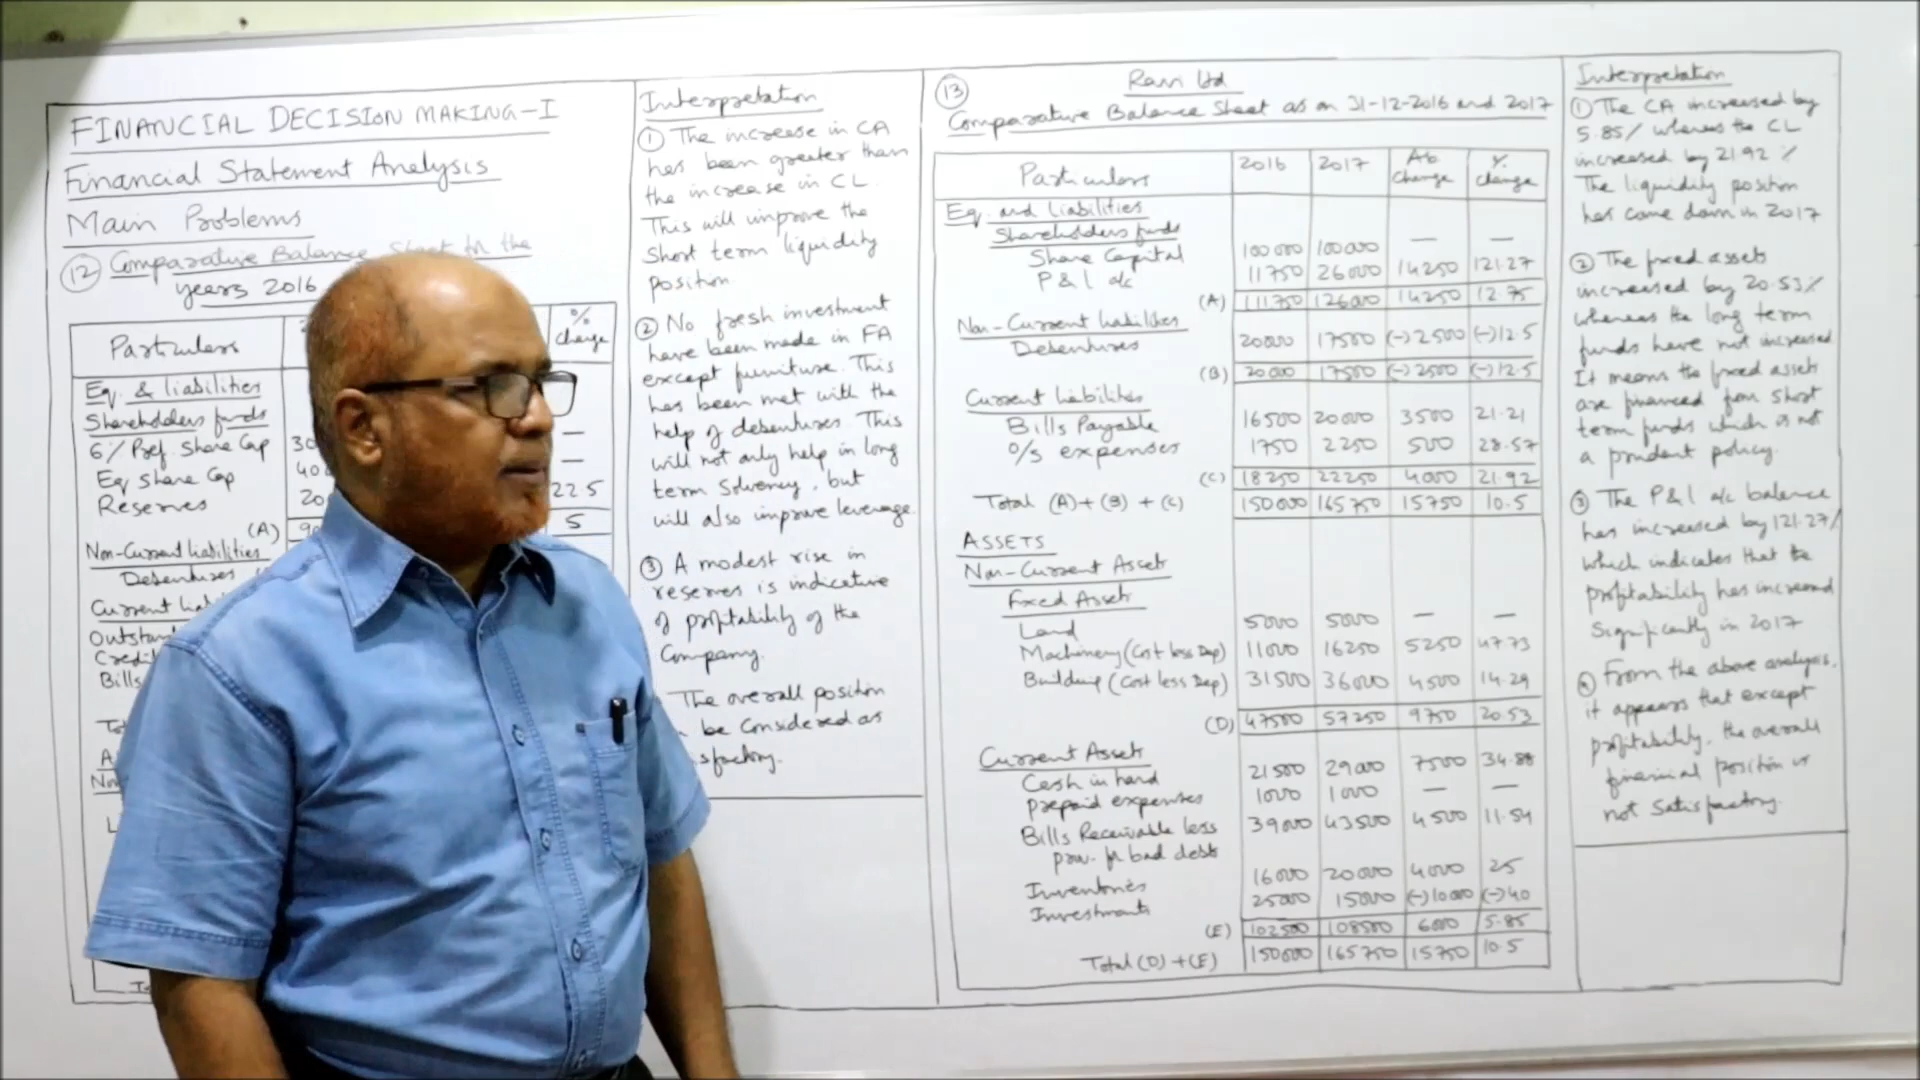 FINANCIAL DECISION MAKING-I
Financial Statement Analysis
Main Problems
(12) Comparative Balance Sheet for the
years 2016
Particulars % change
Eq. & liabilities
Shareholders funds
6% Pref. Share Cap 30 —
Eq Share Cap 40 —
Reserves 20 22.5
(A) 90 5
Non-Current liabilities
Debentures
Current liab
Outstan
Credit
Bills
Tot
A
Non
L
To
Interpretation
(1) The increase in CA
has been greater than
the increase in CL.
This will improve the
short term liquidity
position
(2) No fresh investment
have been made in FA
except furniture. This
has been met with the
help of debentures. This
will not only help in long
term Solvency, but
will also improve leverage.
(3) A modest rise in
reserves is indicative
of profitability of the
Company.
The overall position
be Considered as
sfactory.
(13) Ravi Ltd
Comparative Balance Sheet as on 31-12-2016 and 2017
Particulars 2016 2017 Ab change % change
Eq. and liabilities
Shareholders funds
Share Capital 100000 100000 — —
P & l a/c 11750 26000 14250 121.27
(A) 111750 126000 14250 12.75
Non-Current liabilities
Debentures 20000 17500 (-) 2500 (-) 12.5
(B) 20000 17500 (-) 2500 (-) 12.5
Current liabilities
Bills Payable 16500 20000 3500 21.21
O/s expenses 1750 2250 500 28.57
(C) 18250 22250 4000 21.92
Total (A) + (B) + (C) 150000 165750 15750 10.5
ASSETS
Non-Current Assets
Fixed Assets
Land 5000 5000 — —
Machinery (Cost less Dep) 11000 16250 5250 47.73
Building (Cost less Dep) 31500 36000 4500 14.29
(D) 47500 57250 9750 20.53
Current Assets
Cash in hand 21500 29000 7500 34.88
Prepaid expenses 1000 1000 — —
Bills Receivable less 39000 43500 4500 11.54
prov. for bad debts
Inventories 16000 20000 4000 25
Investments 25000 15000 (-) 10000 (-) 40
(E) 102500 108500 6000 5.85
Total (D) + (E) 150000 165750 15750 10.5
Interpretation
(1) The CA increased by
5.85% whereas the CL
increased by 21.92 %
The liquidity position
has come down in 2017
(2) The fixed assets
increased by 20.53%
whereas the long term
funds have not increased
It means the fixed assets
are financed from short
term funds which is not
a prudent policy.
(3) The P & l a/c balance
has increased by 121.27%
which indicates that the
profitability has increased
Significantly in 2017
(4) From the above analysis,
it appears that except
profitability, the overall
financial position is
not satisfactory.